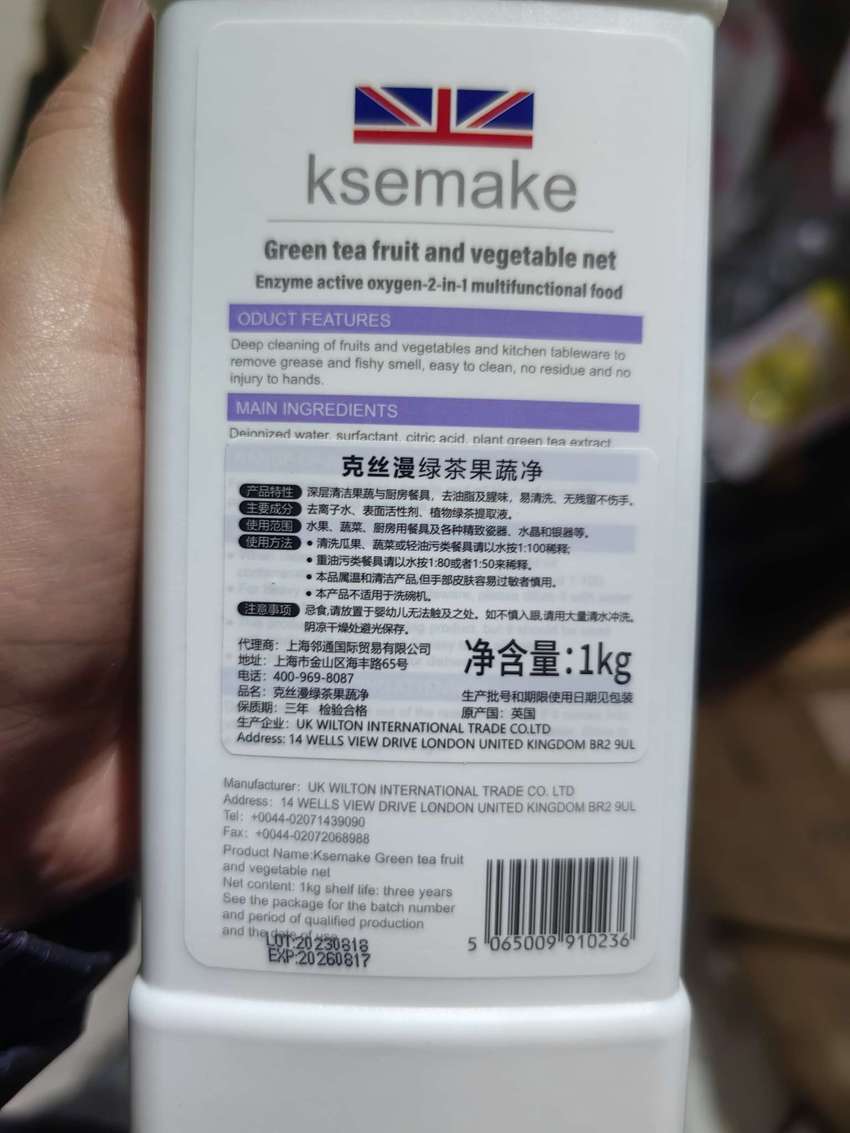 ksemake
Green tea fruit and vegetable net
Enzyme active oxygen-2-in-1 multifunctional food
ODUCT FEATURES
Deep cleaning of fruits and vegetables and kitchen tableware to
remove grease and fishy smell, easy to clean, no residue and no
injury to hands.
MAIN INGREDIENTS
Deionized water, surfactant, citric acid, plant green tea extract.
克丝漫绿茶果蔬净
产品特性 深层清洁果蔬与厨房餐具，去油脂及腥味，易清洗、无残留不伤手。
主要成分 去离子水、表面活性剂、植物绿茶提取液。
使用范围 水果、蔬菜、厨房用餐具及各种精致瓷器、水晶和银器等。
使用方法 • 清洗瓜果、蔬菜或轻油污类餐具请以水按1:100稀释;
• 重油污类餐具请以水按1:80或者1:50来稀释。
• 本品属温和清洁产品,但手部皮肤容易过敏者慎用。
• 本产品不适用于洗碗机。
注意事项 忌食,请放置于婴幼儿无法触及之处。如不慎入眼,请用大量清水冲洗。
阴凉干燥处避光保存。
代理商：上海邻通国际贸易有限公司
地址：上海市金山区海丰路65号
电话：400-969-8087
品名：克丝漫绿茶果蔬净
保质期：三年 检验合格
净含量:1kg
生产批号和期限使用日期见包装
原产国：英国
生产企业：UK WILTON INTERNATIONAL TRADE CO.LTD
Address: 14 WELLS VIEW DRIVE LONDON UNITED KINGDOM BR2 9UL
Manufacturer：UK WILTON INTERNATIONAL TRADE CO. LTD
Address：14 WELLS VIEW DRIVE LONDON UNITED KINGDOM BR2 9UL
Tel：+0044-02071439090
Fax：+0044-02072068988
Product Name:Ksemake Green tea fruit
and vegetable net
Net content: 1kg shelf life: three years
See the package for the batch number
and period of qualified production
and the date of use
LOT:20230818
EXP:20260817
5 065009 910236